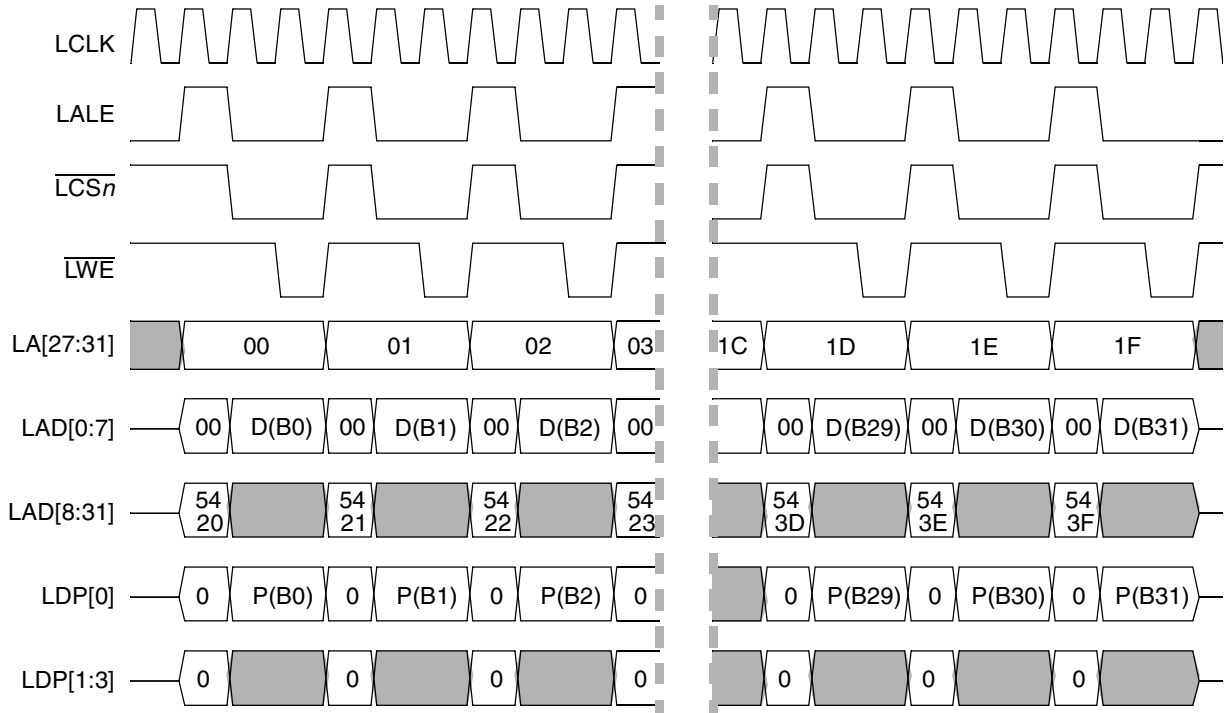 LCLK
LALE
LCSn
LWE
LA[27:31] 00 01 02 03 1C 1D 1E 1F
LAD[0:7] 00 D(B0) 00 D(B1) 00 D(B2) 00 00 D(B29) 00 D(B30) 00 D(B31)
LAD[8:31] 54 54 54 54 54 54 54
20 21 22 23 3D 3E 3F
LDP[0] 0 P(B0) 0 P(B1) 0 P(B2) 0 0 P(B29) 0 P(B30) 0 P(B31)
LDP[1:3] 0 0 0 0 0 0 0